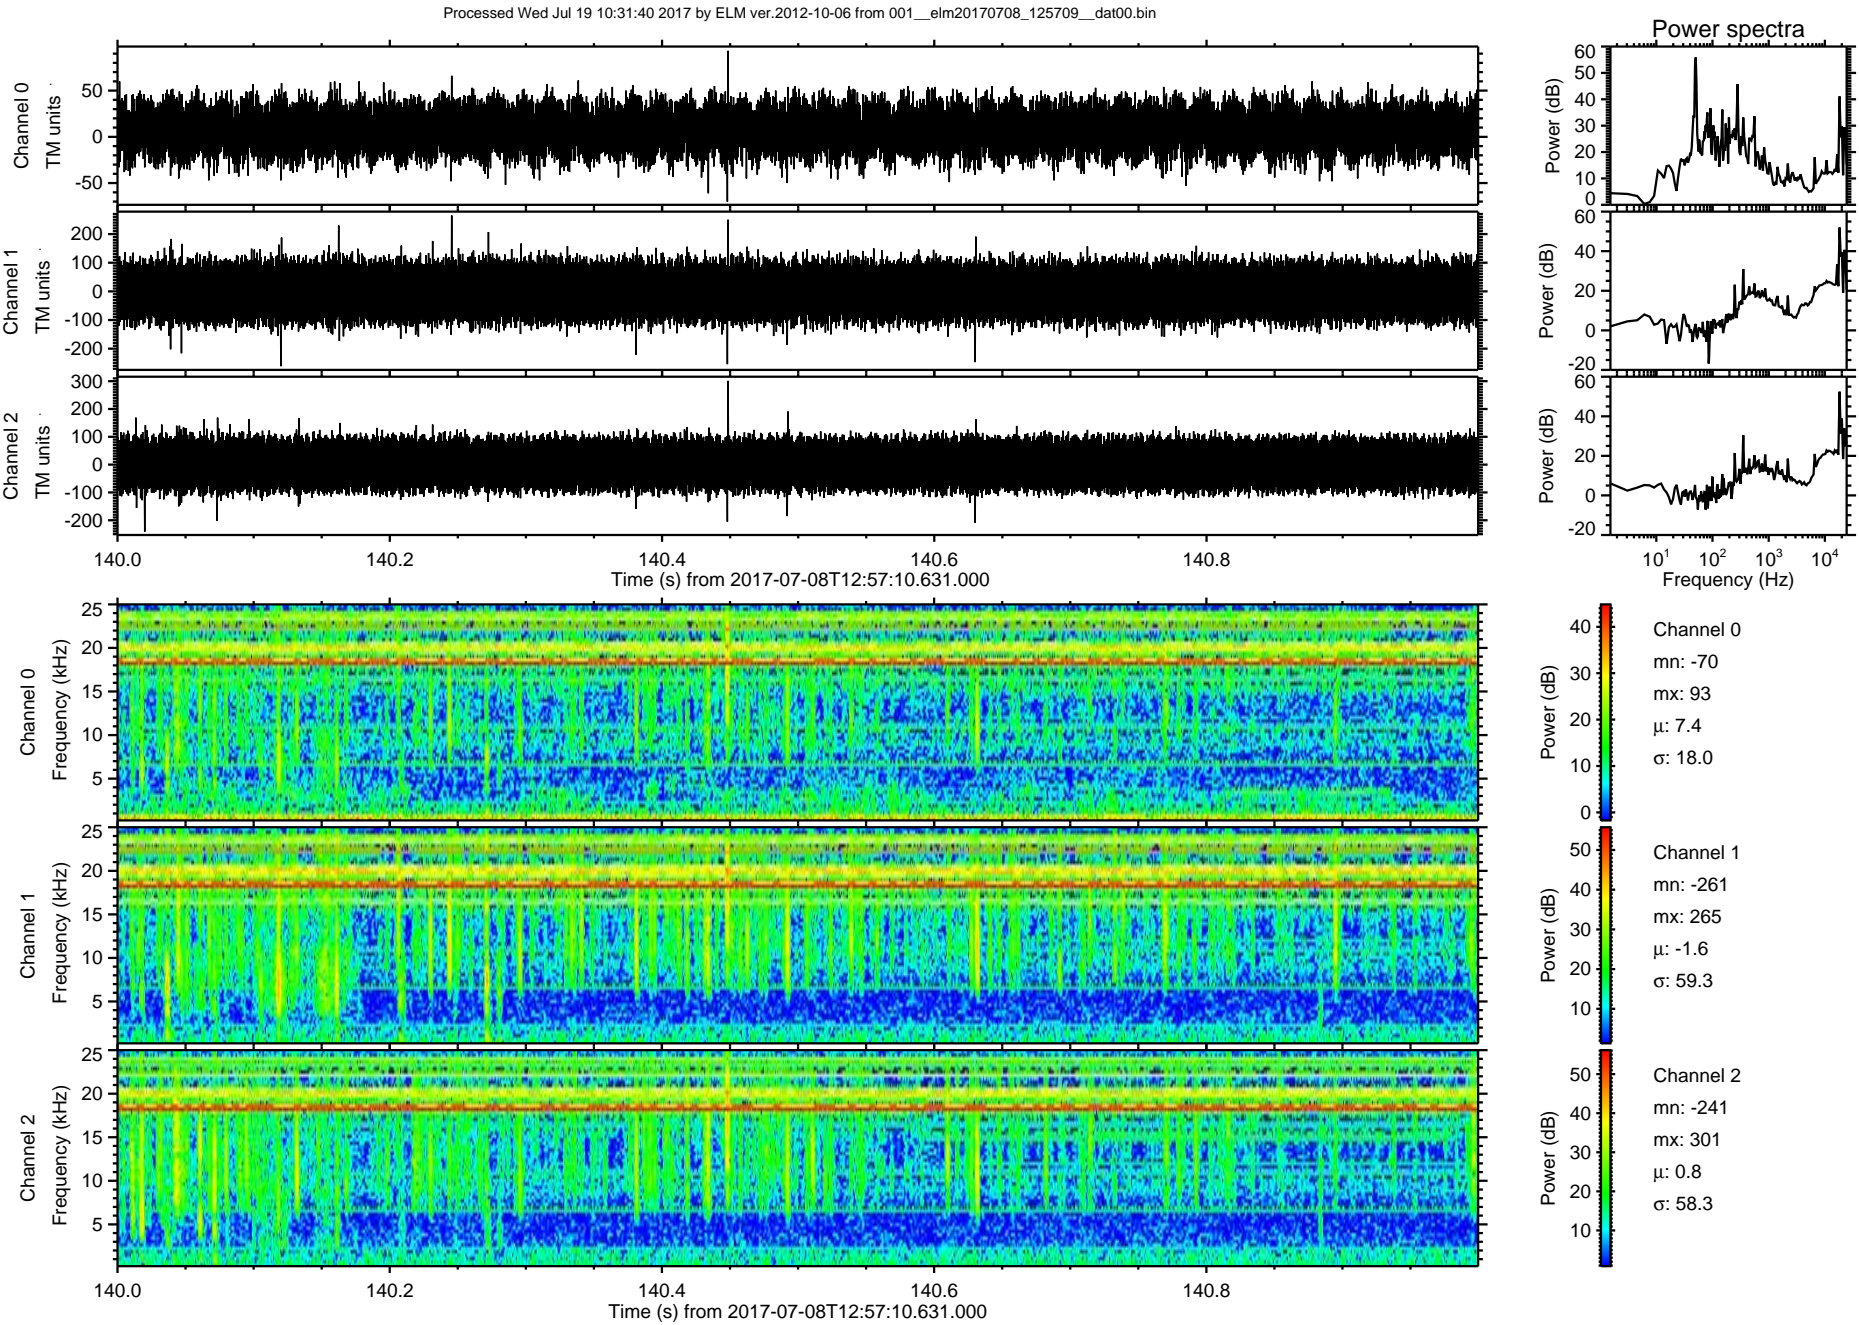 Processed Wed Jul 19 10:31:40 2017 by ELM ver.2012-10-06 from 001__elm20170708_125709__dat00.bin
Power spectra
Channel 0
TM units
50
0
-50
Power (dB)
60
50
40
30
20
10
0
Channel 1
TM units
200
100
0
-100
-200
Power (dB)
60
40
20
0
-20
Channel 2
TM units
300
200
100
0
-100
-200
Power (dB)
60
40
20
0
-20
140.0 140.2 140.4 140.6 140.8
Time (s) from 2017-07-08T12:57:10.631.000
10^1 10^2 10^3 10^4
Frequency (Hz)
Channel 0
Frequency (kHz)
25
20
15
10
5
Power (dB)
40
30
20
10
0
Channel 0
mn: -70
mx: 93
μ: 7.4
σ: 18.0
Channel 1
Frequency (kHz)
25
20
15
10
5
Power (dB)
50
40
30
20
10
Channel 1
mn: -261
mx: 265
μ: -1.6
σ: 59.3
Channel 2
Frequency (kHz)
25
20
15
10
5
Power (dB)
50
40
30
20
10
Channel 2
mn: -241
mx: 301
μ: 0.8
σ: 58.3
140.0 140.2 140.4 140.6 140.8
Time (s) from 2017-07-08T12:57:10.631.000